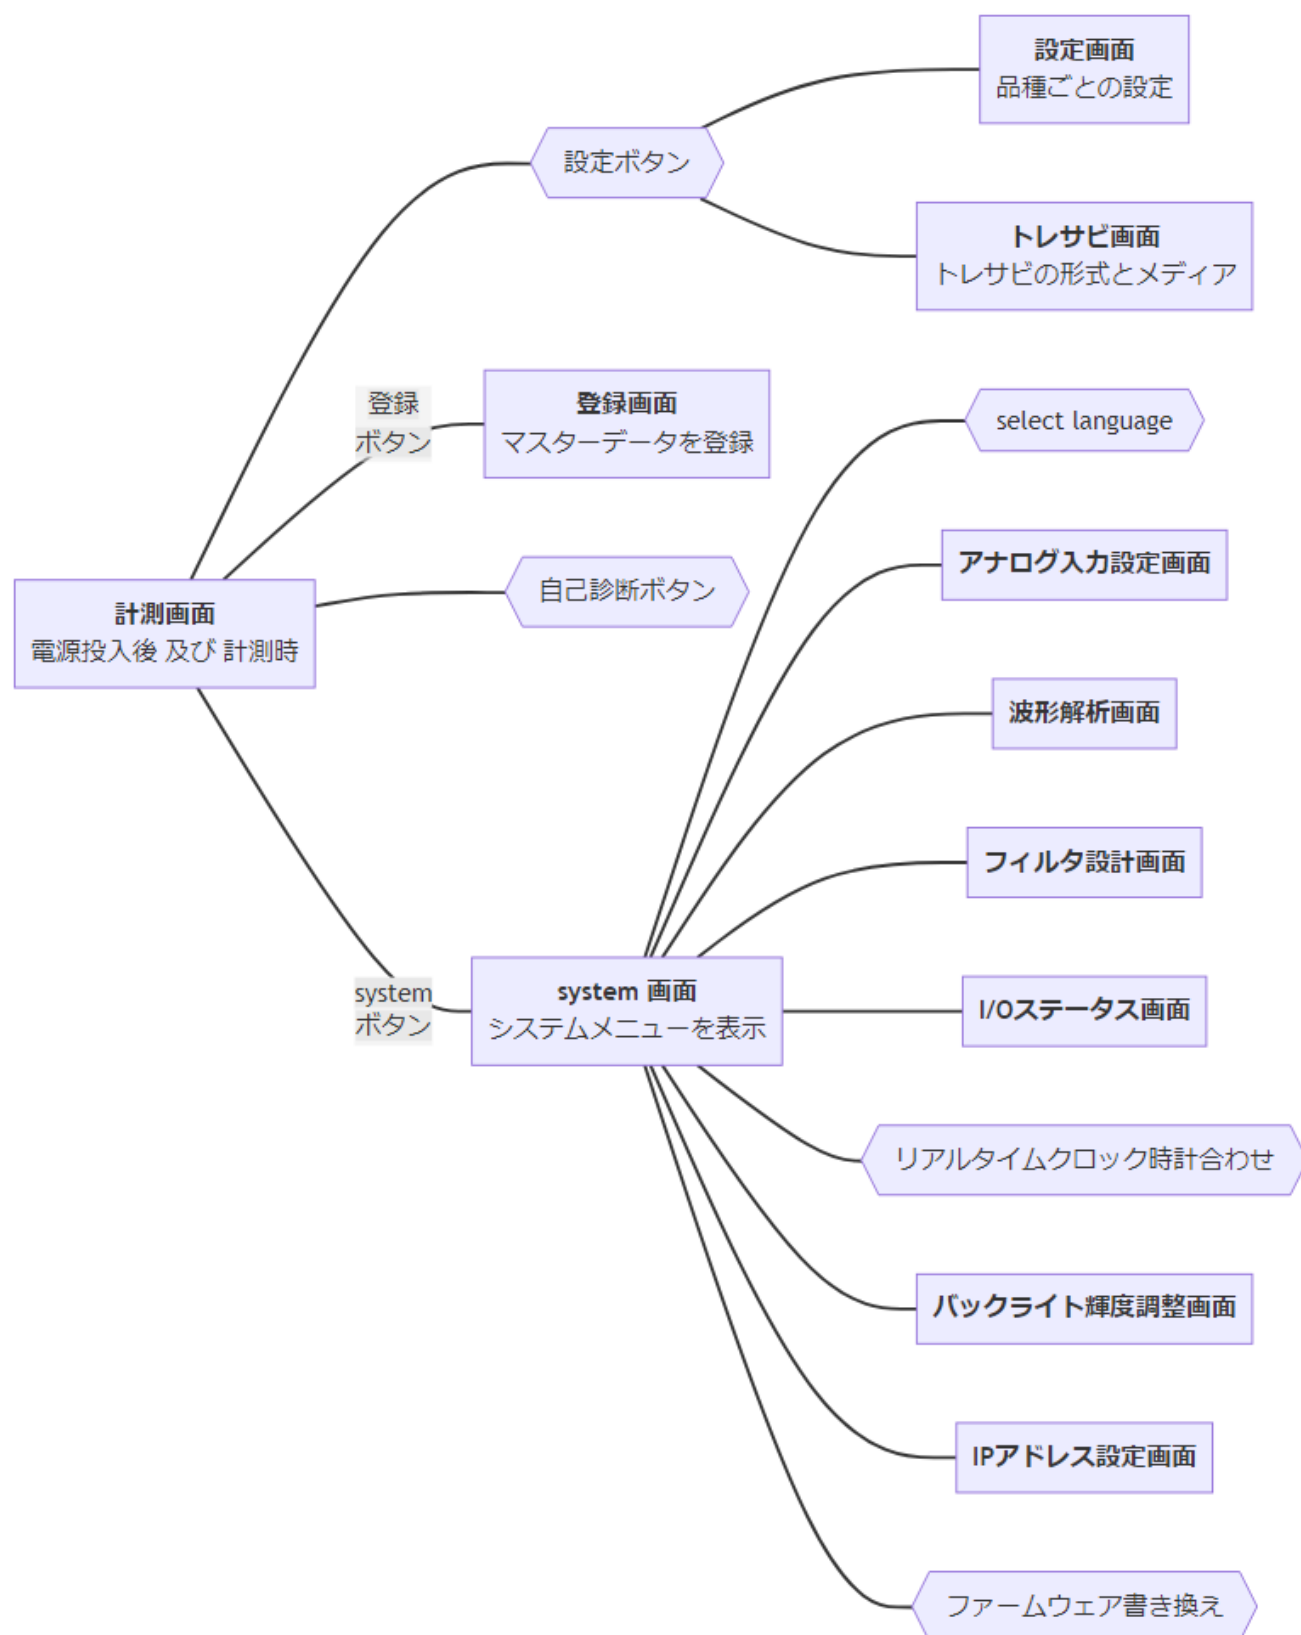 設定画面
品種ごとの設定
設定ボタン
トレサビ画面
トレサビの形式とメディア
登録
ボタン
登録画面
マスターデータを登録
select language
アナログ入力設定画面
自己診断ボタン
計測画面
電源投入後 及び 計測時
波形解析画面
フィルタ設計画面
system
ボタン
system 画面
システムメニューを表示
I/Oステータス画面
リアルタイムクロック時計合わせ
バックライト輝度調整画面
IPアドレス設定画面
ファームウェア書き換え